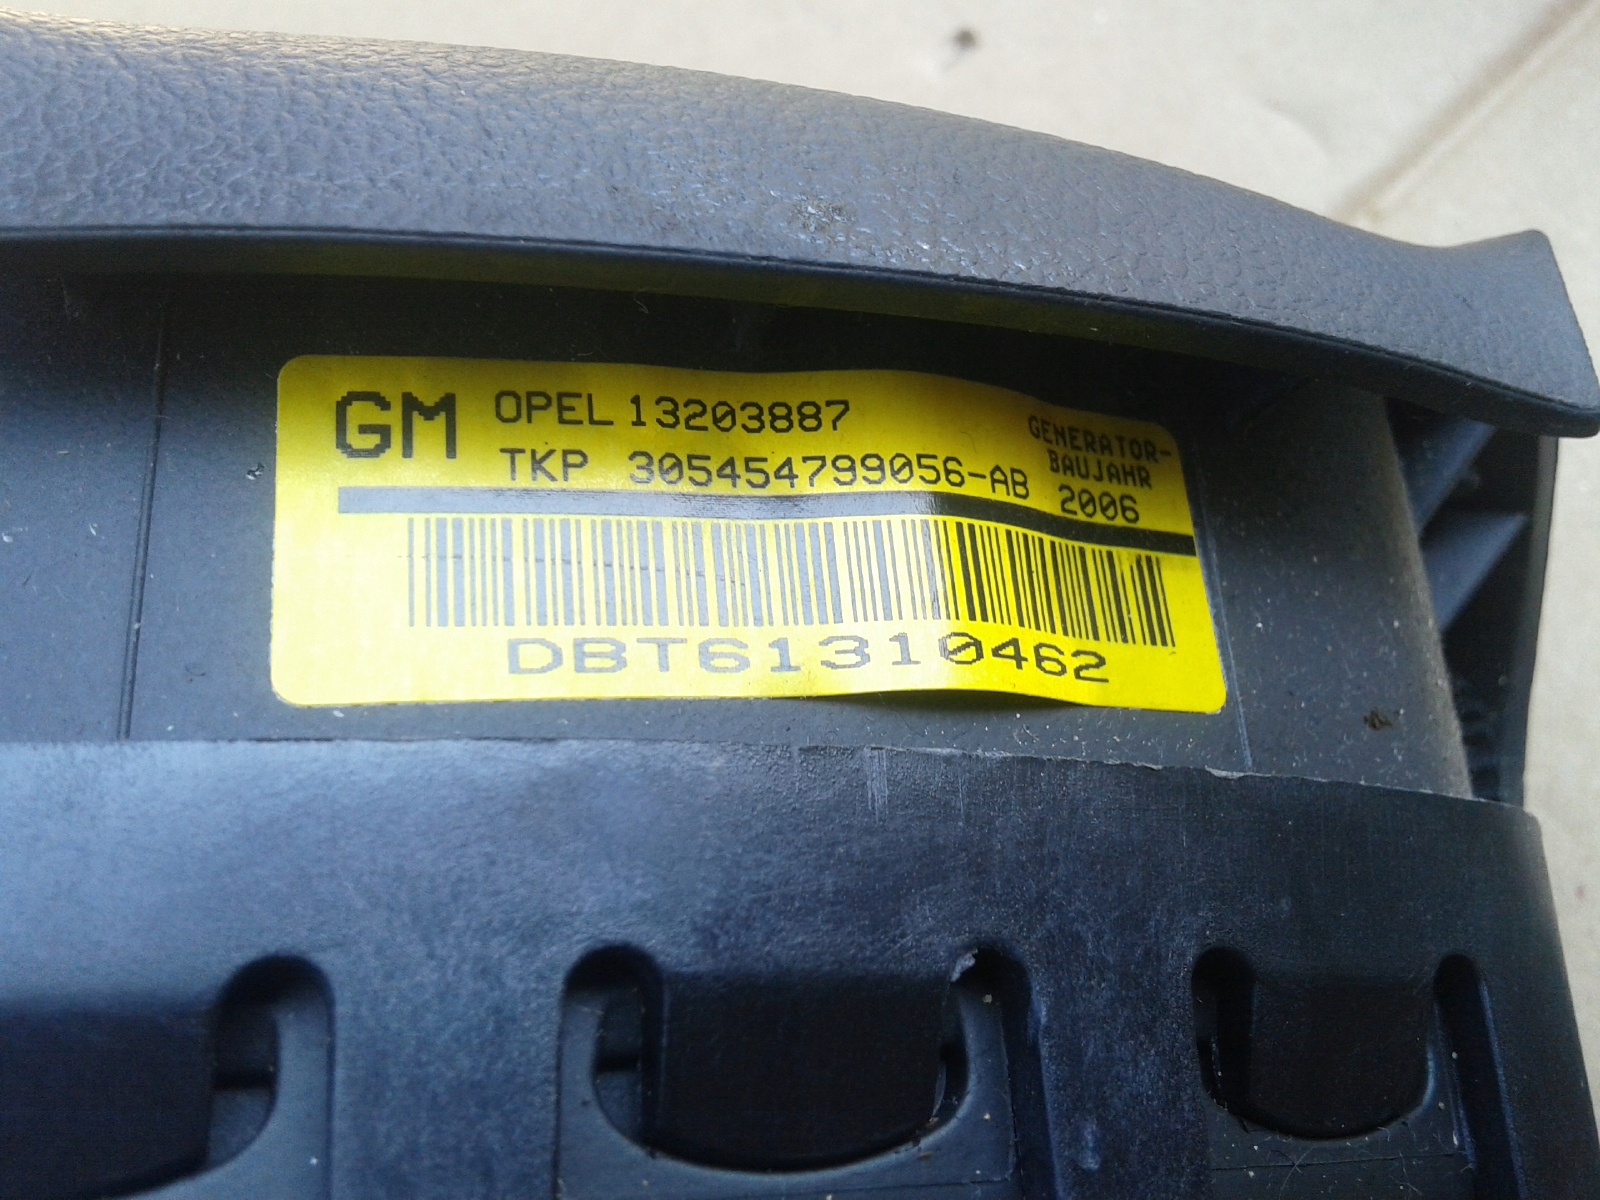 GM OPEL 13203887
TKP 305454799056-AB
GENERATOR-
BAUJAHR
2006
DBT61310462